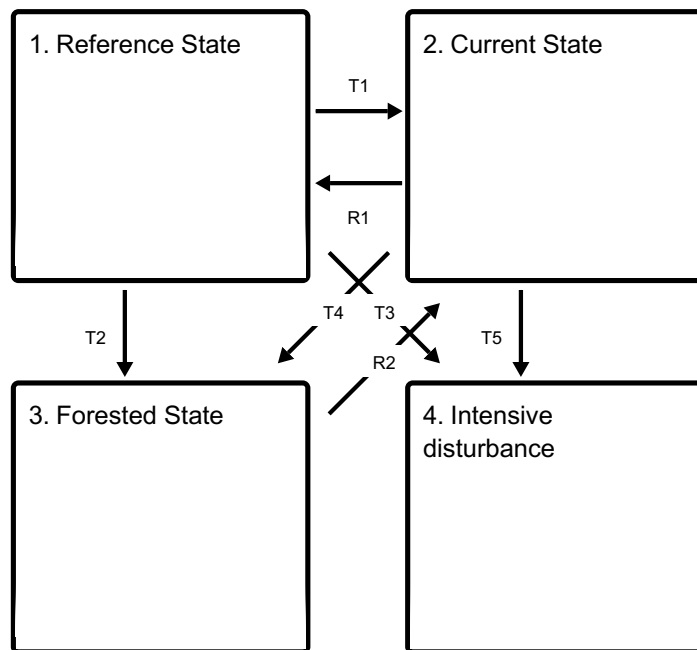 1. Reference State
2. Current State
T1
R1
T4
T3
T2
R2
T5
3. Forested State
4. Intensive
disturbance